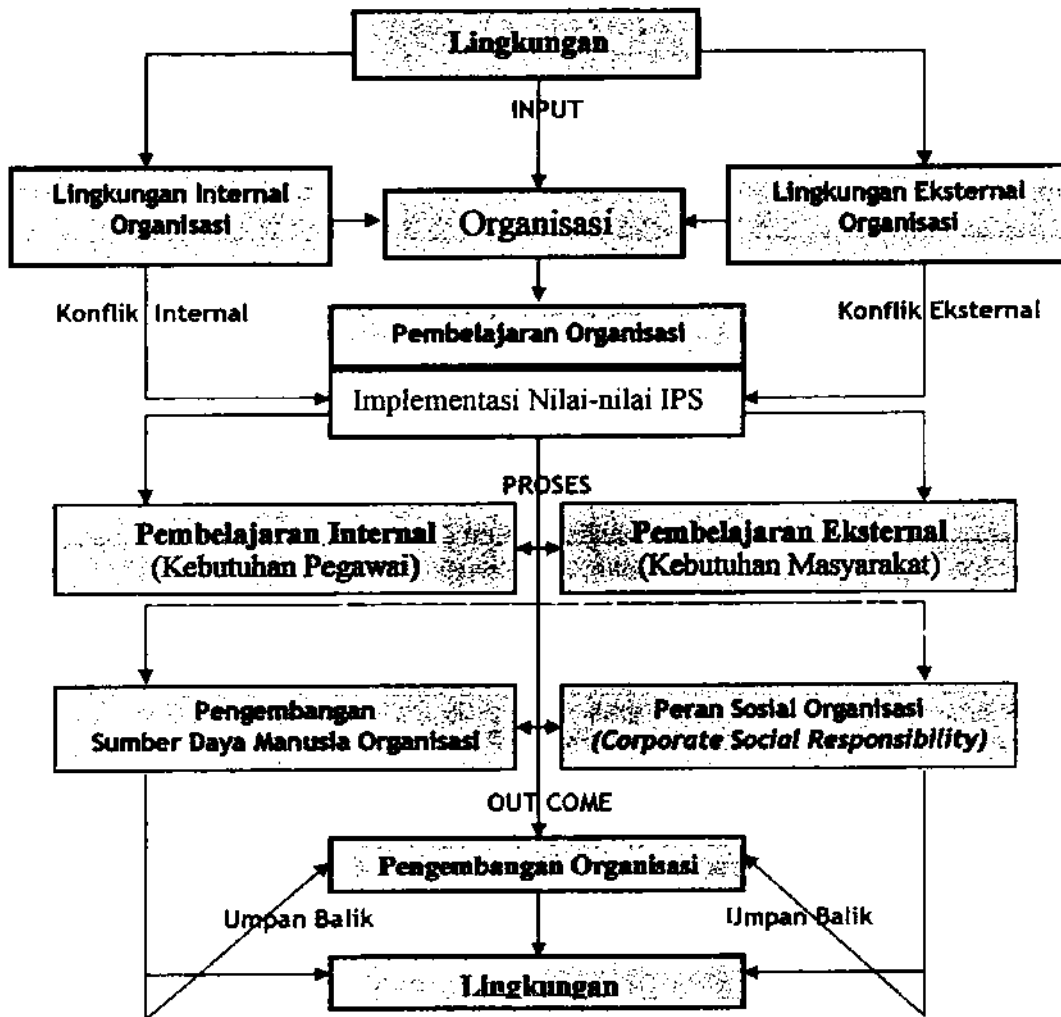 Lingkungan
INPUT
Lingkungan Internal
Organisasi
Organisasi
Lingkungan Eksternal
Organisasi
Konflik Internal
Konflik Eksternal
Pembelajaran Organisasi
Implementasi Nilai-nilai IPS
PROSES
Pembelajaran Internal
(Kebutuhan Pegawai)
Pembelajaran Eksternal
(Kebutuhan Masyarakat)
Pengembangan
Sumber Daya Manusia Organisasi
Peran Sosial Organisasi
(Corporate Social Responsibility)
OUT COME
Pengembangan Organisasi
Umpan Balik
Umpan Balik
Lingkungan